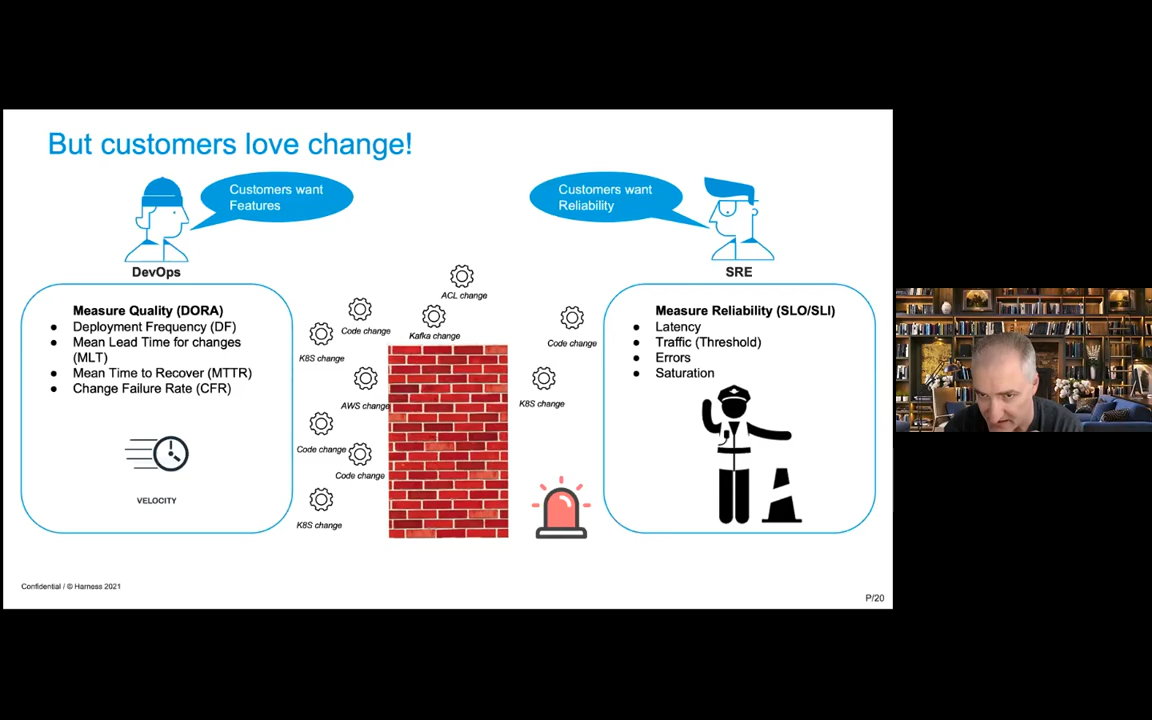 But customers love change!
Customers want
Features
Customers want
Reliability
DevOps
SRE
Measure Quality (DORA)
● Deployment Frequency (DF)
● Mean Lead Time for changes
(MLT)
● Mean Time to Recover (MTTR)
● Change Failure Rate (CFR)
VELOCITY
ACL change
Code change
Kafka change
K8S change
AWS change
Code change
Code change
K8S change
Code change
K8S change
Measure Reliability (SLO/SLI)
● Latency
● Traffic (Threshold)
● Errors
● Saturation
Confidential / © Harness 2021
P/20